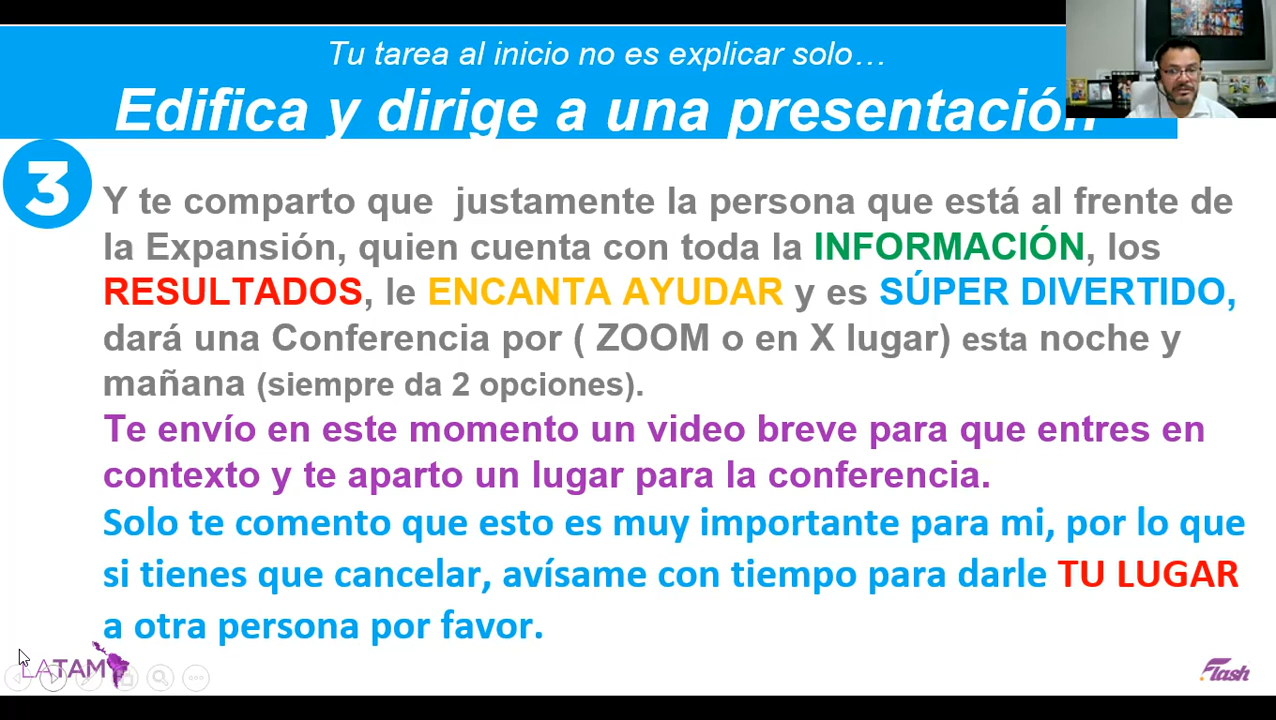 Tu tarea al inicio no es explicar solo…
Edifica y dirige a una presentación
3
Y te comparto que justamente la persona que está al frente de
la Expansión, quien cuenta con toda la INFORMACIÓN, los
RESULTADOS, le ENCANTA AYUDAR y es SÚPER DIVERTIDO,
dará una Conferencia por ( ZOOM o en X lugar) esta noche y
mañana (siempre da 2 opciones).
Te envío en este momento un video breve para que entres en
contexto y te aparto un lugar para la conferencia.
Solo te comento que esto es muy importante para mi, por lo que
si tienes que cancelar, avísame con tiempo para darle TU LUGAR
a otra persona por favor.
LATAM
Flash